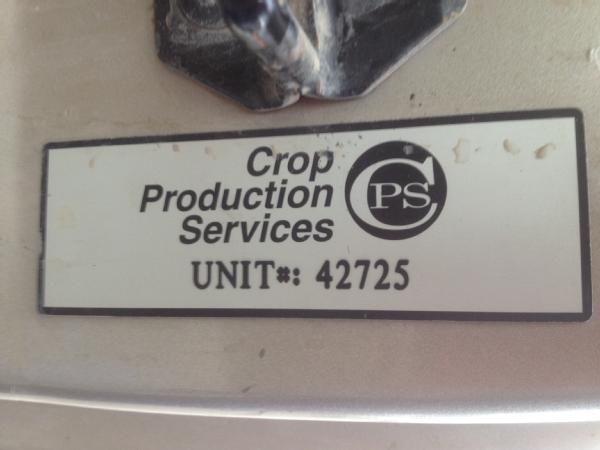 Crop
Production
Services
CPS
UNIT#: 42725